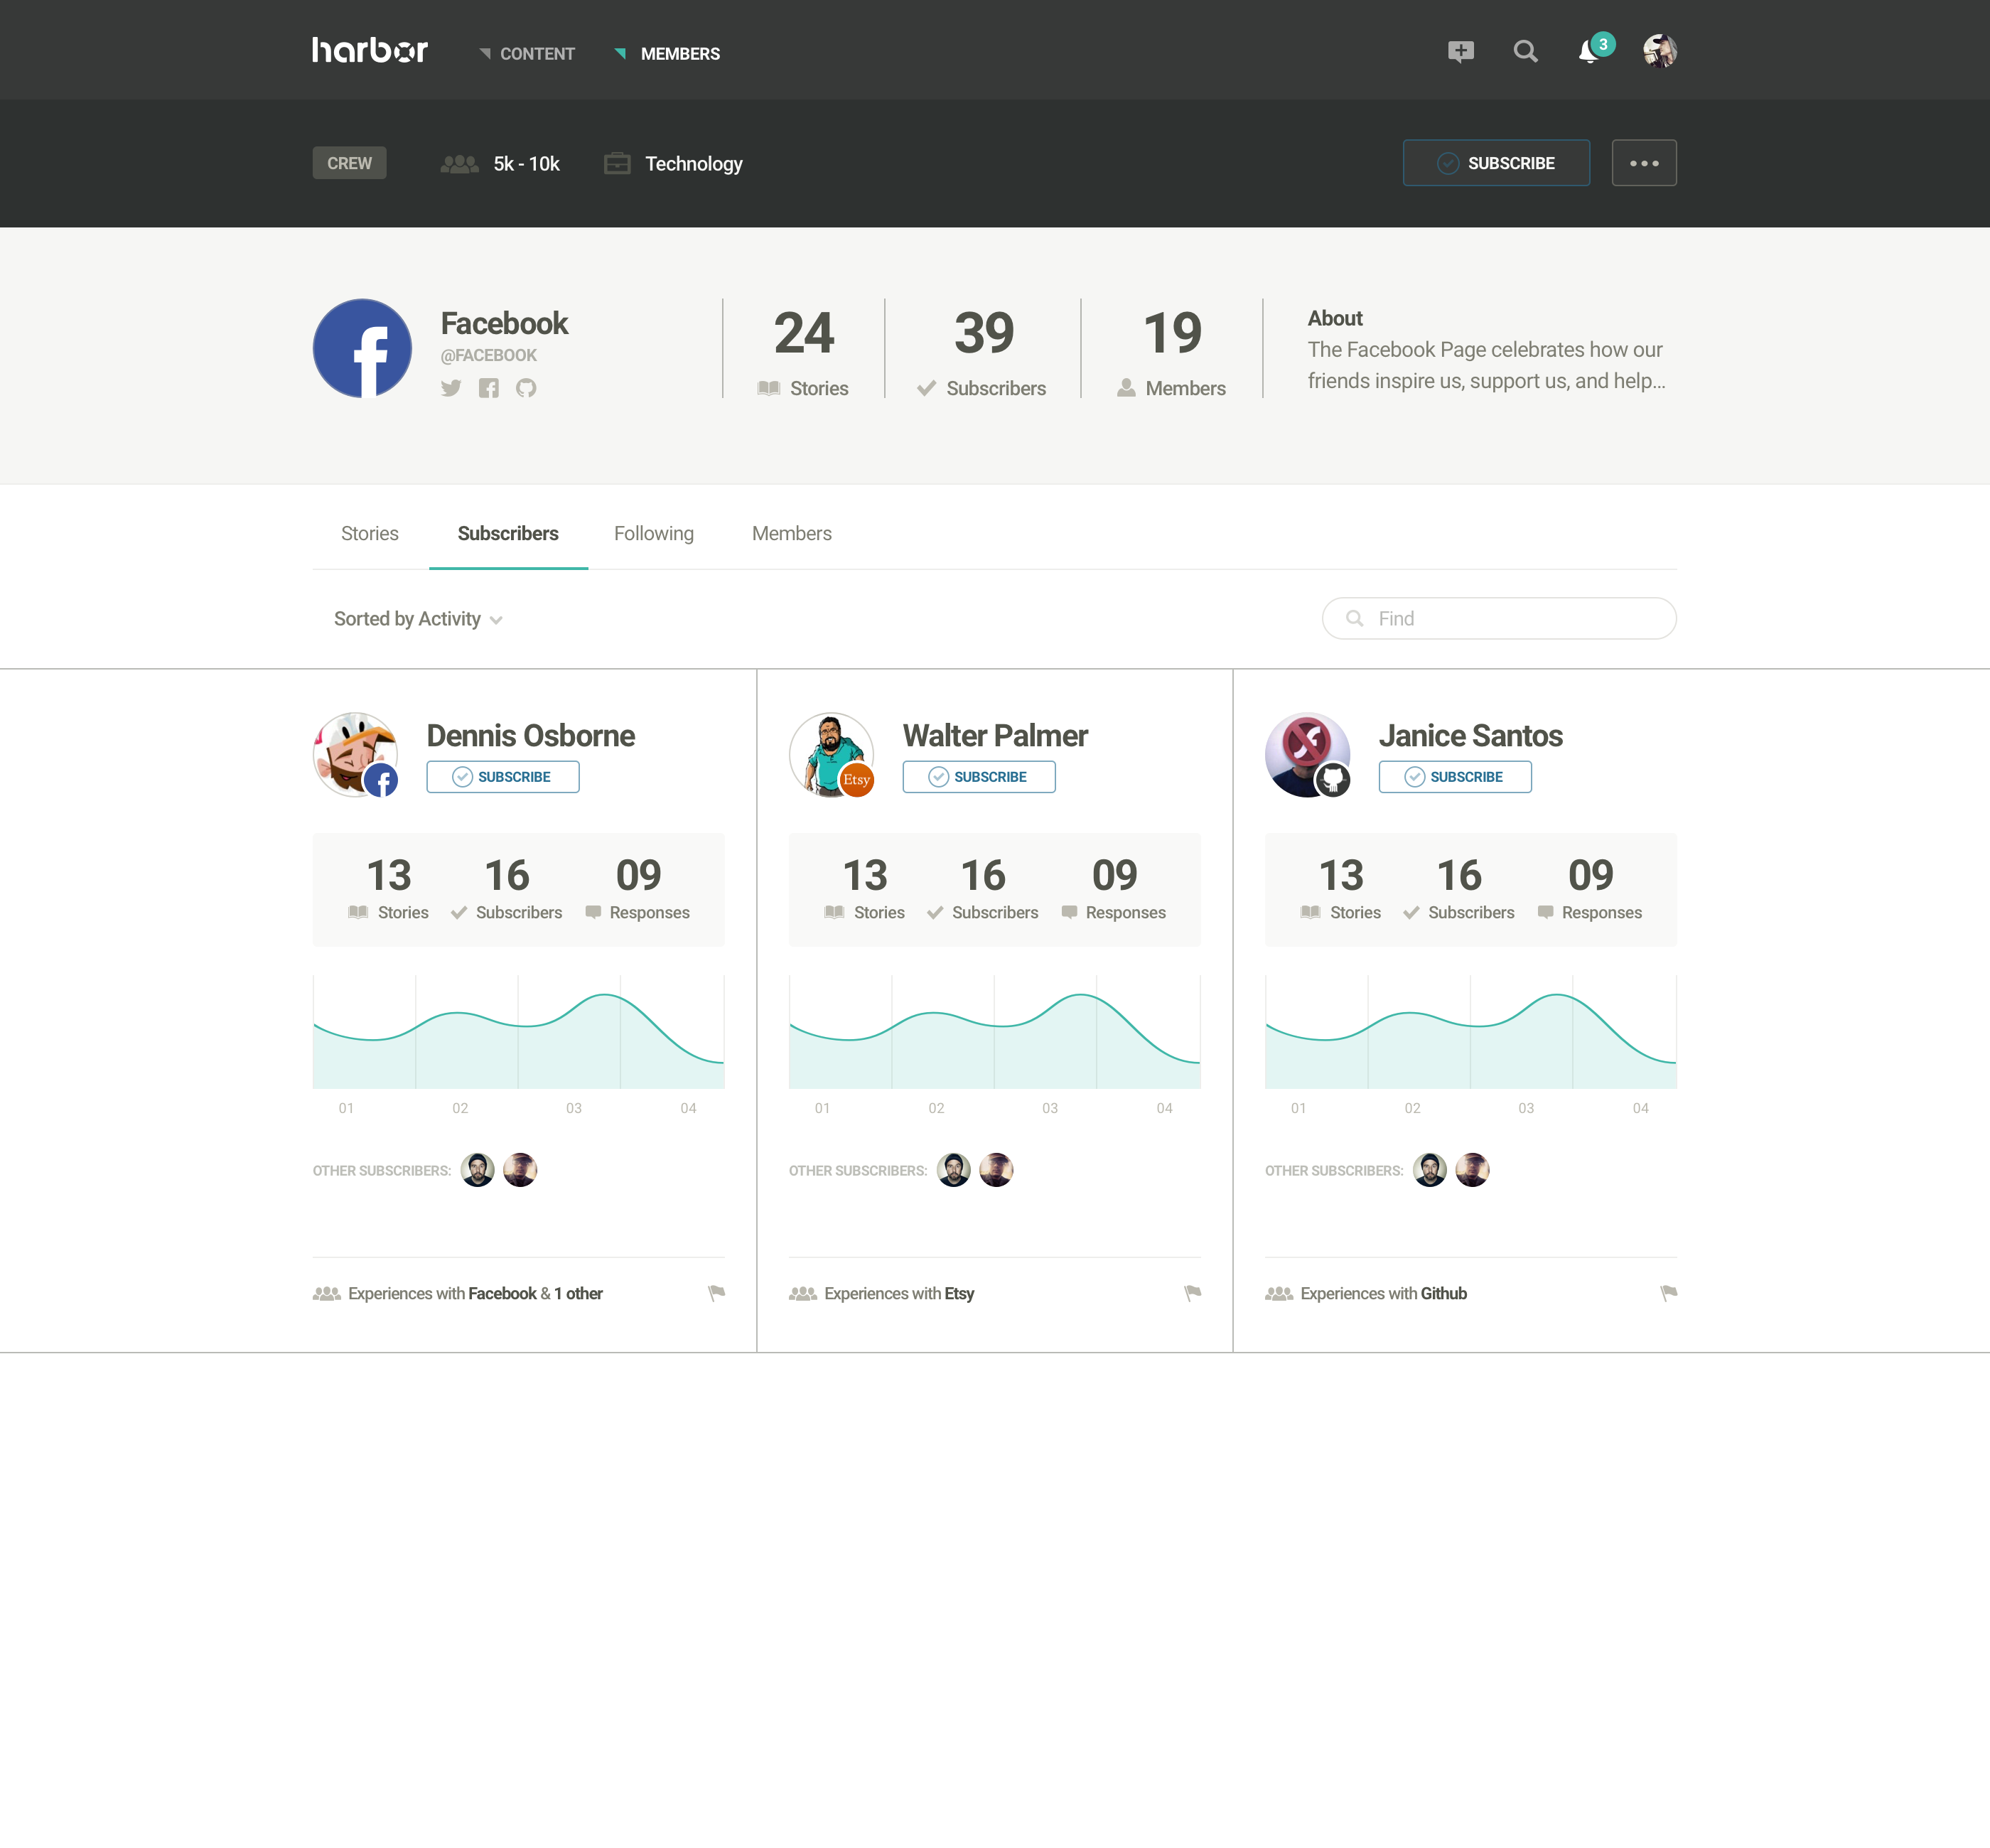 harbor CONTENT MEMBERS 3
CREW 5k - 10k Technology SUBSCRIBE
Facebook
@FACEBOOK
24
Stories
39
Subscribers
19
Members
About
The Facebook Page celebrates how our
friends inspire us, support us, and help...
Stories Subscribers Following Members
Sorted by Activity Find
Dennis Osborne
SUBSCRIBE
13 16 09
Stories Subscribers Responses
01 02 03 04
OTHER SUBSCRIBERS:
Experiences with Facebook & 1 other
Walter Palmer
Etsy
SUBSCRIBE
13 16 09
Stories Subscribers Responses
01 02 03 04
OTHER SUBSCRIBERS:
Experiences with Etsy
Janice Santos
SUBSCRIBE
13 16 09
Stories Subscribers Responses
01 02 03 04
OTHER SUBSCRIBERS:
Experiences with Github